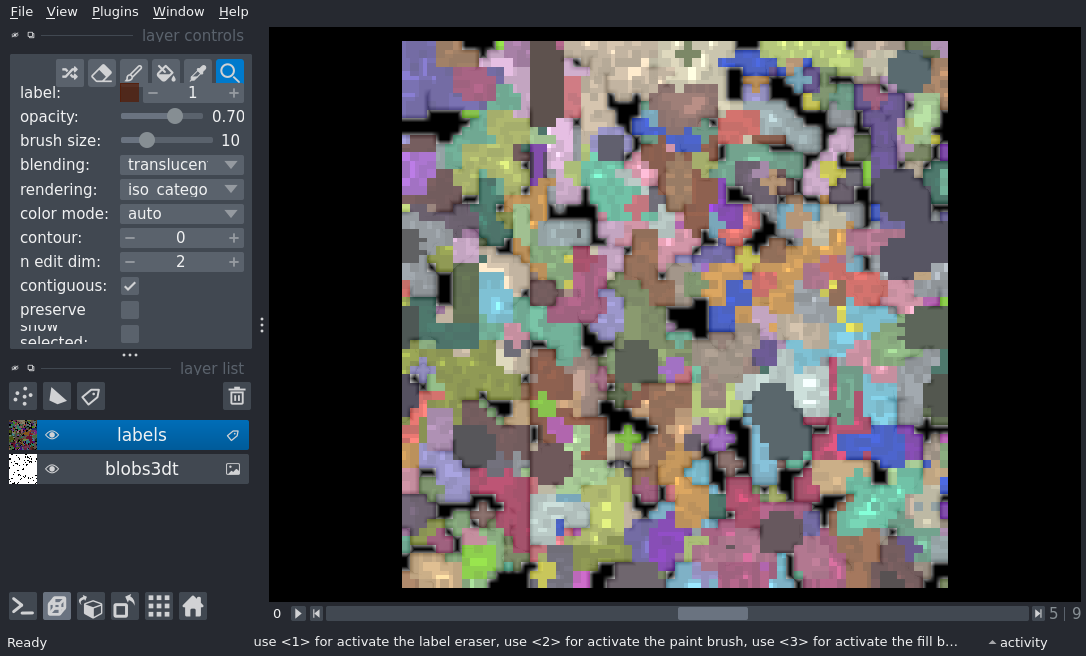 File View Plugins Window Help
layer controls
label: 1
opacity: 0.70
brush size: 10
blending: translucen
rendering: iso_catego
color mode: auto
contour: 0
n edit dim: 2
contiguous:
preserve
show
selected:
layer list
labels
blobs3dt
0 5 | 9
Ready use <1> for activate the label eraser, use <2> for activate the paint brush, use <3> for activate the fill b... activity